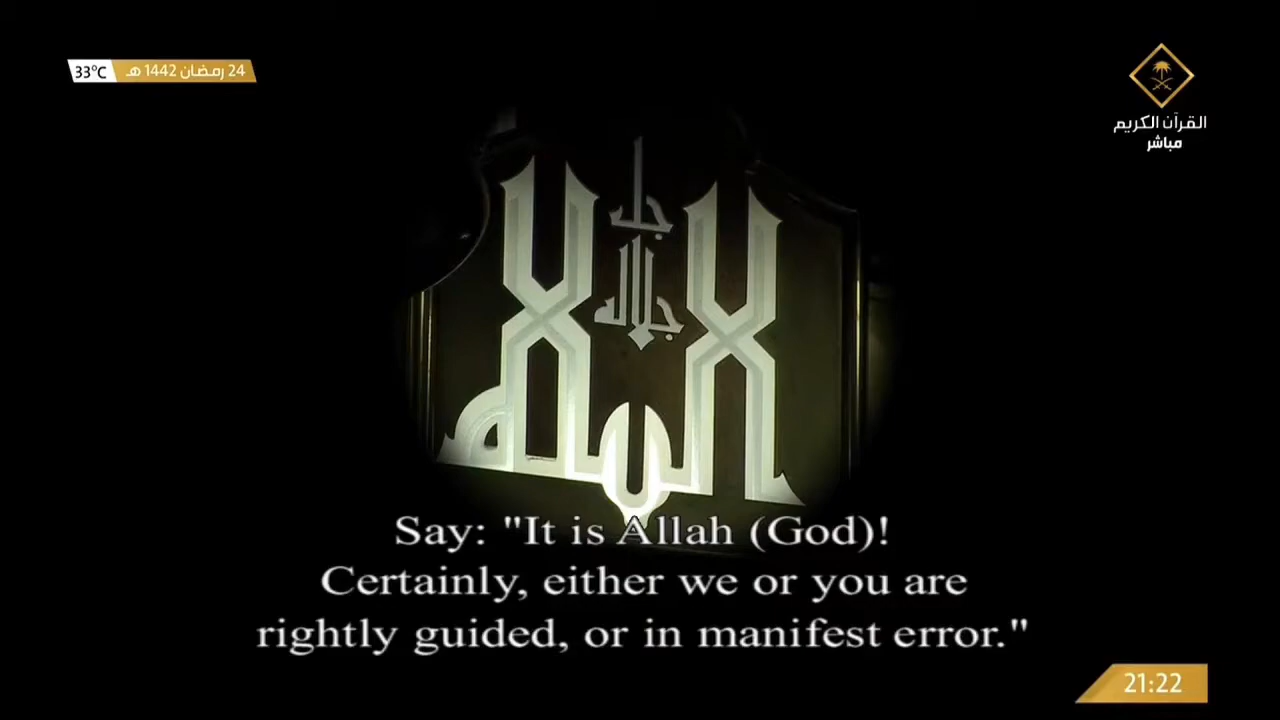 33°C
24 رمضان 1442 هـ
القرآن الكريم
مباشر
جل
جلاله
الله
Say: "It is Allah (God)!
Certainly, either we or you are
rightly guided, or in manifest error."
21:22